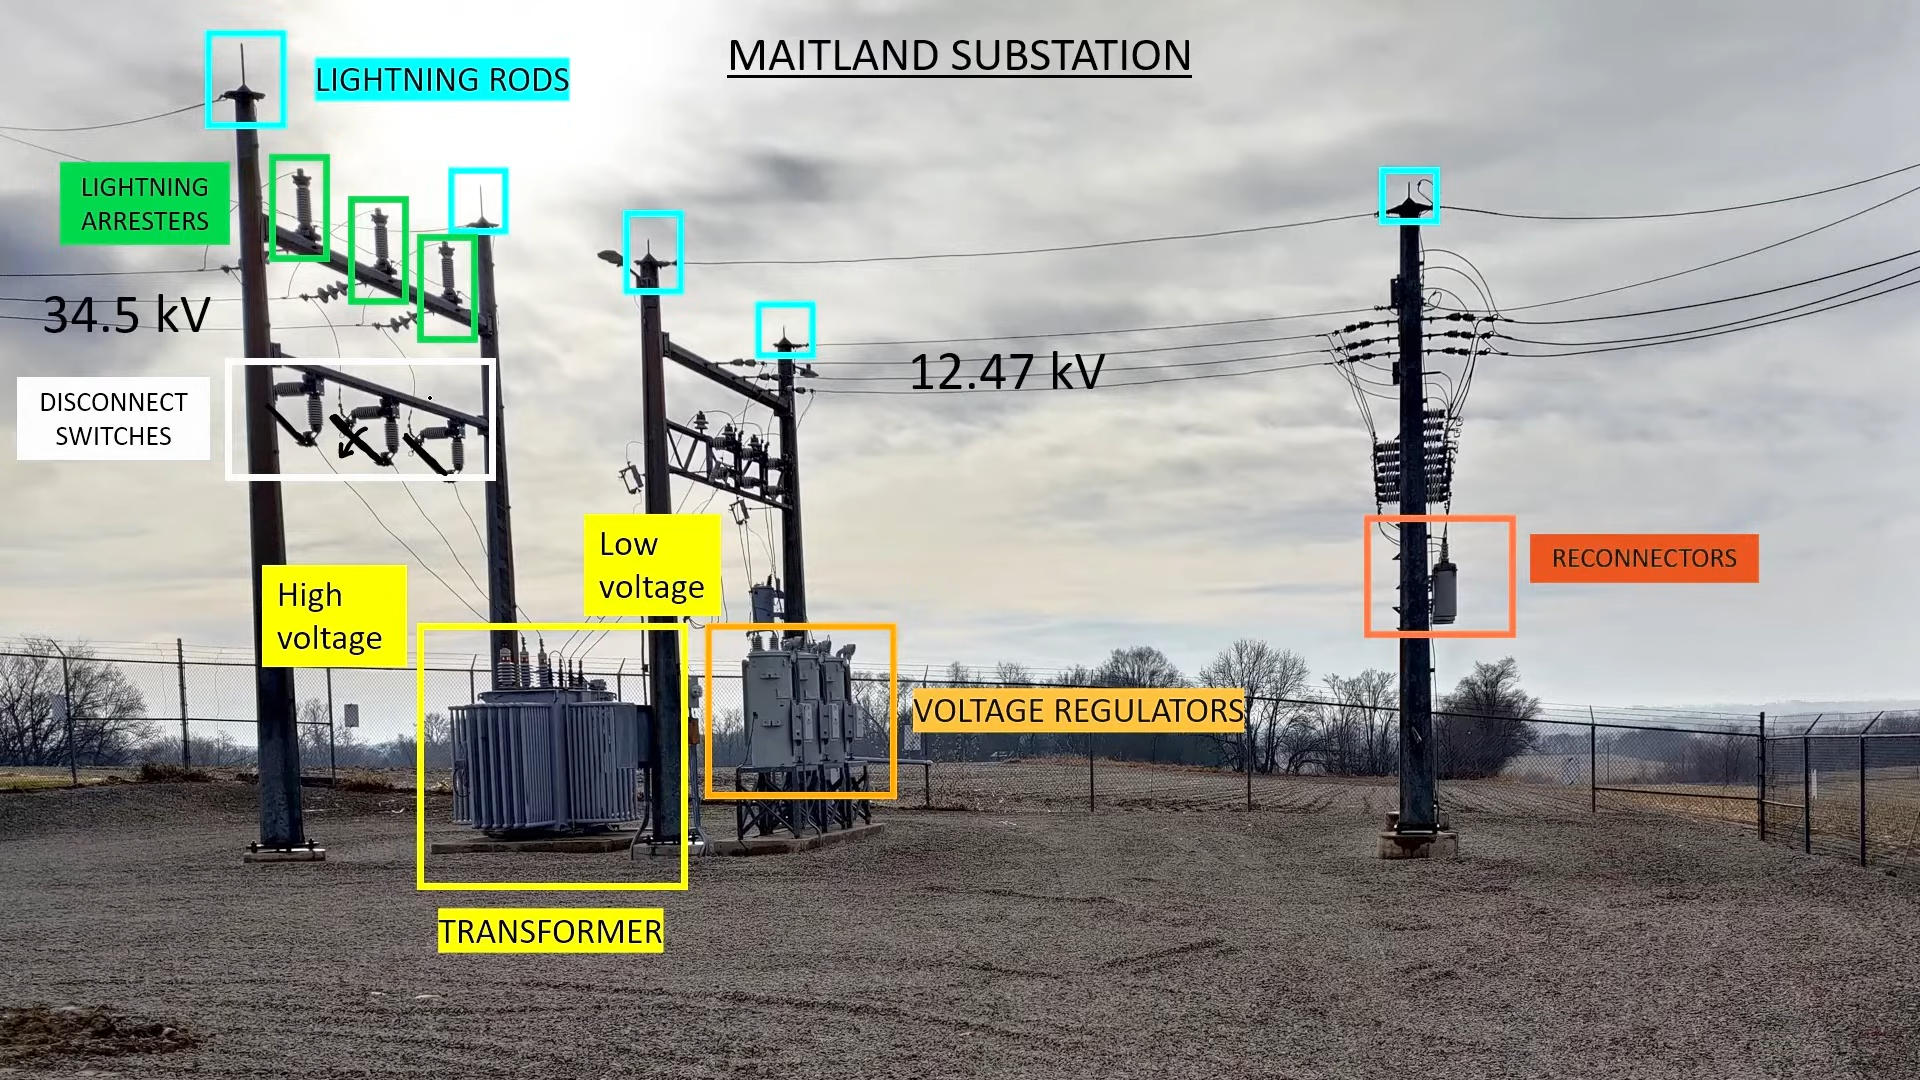 MAITLAND SUBSTATION
LIGHTNING RODS
LIGHTNING
ARRESTERS
34.5 kV
12.47 kV
DISCONNECT
SWITCHES
Low
voltage
High
voltage
RECONNECTORS
VOLTAGE REGULATORS
TRANSFORMER